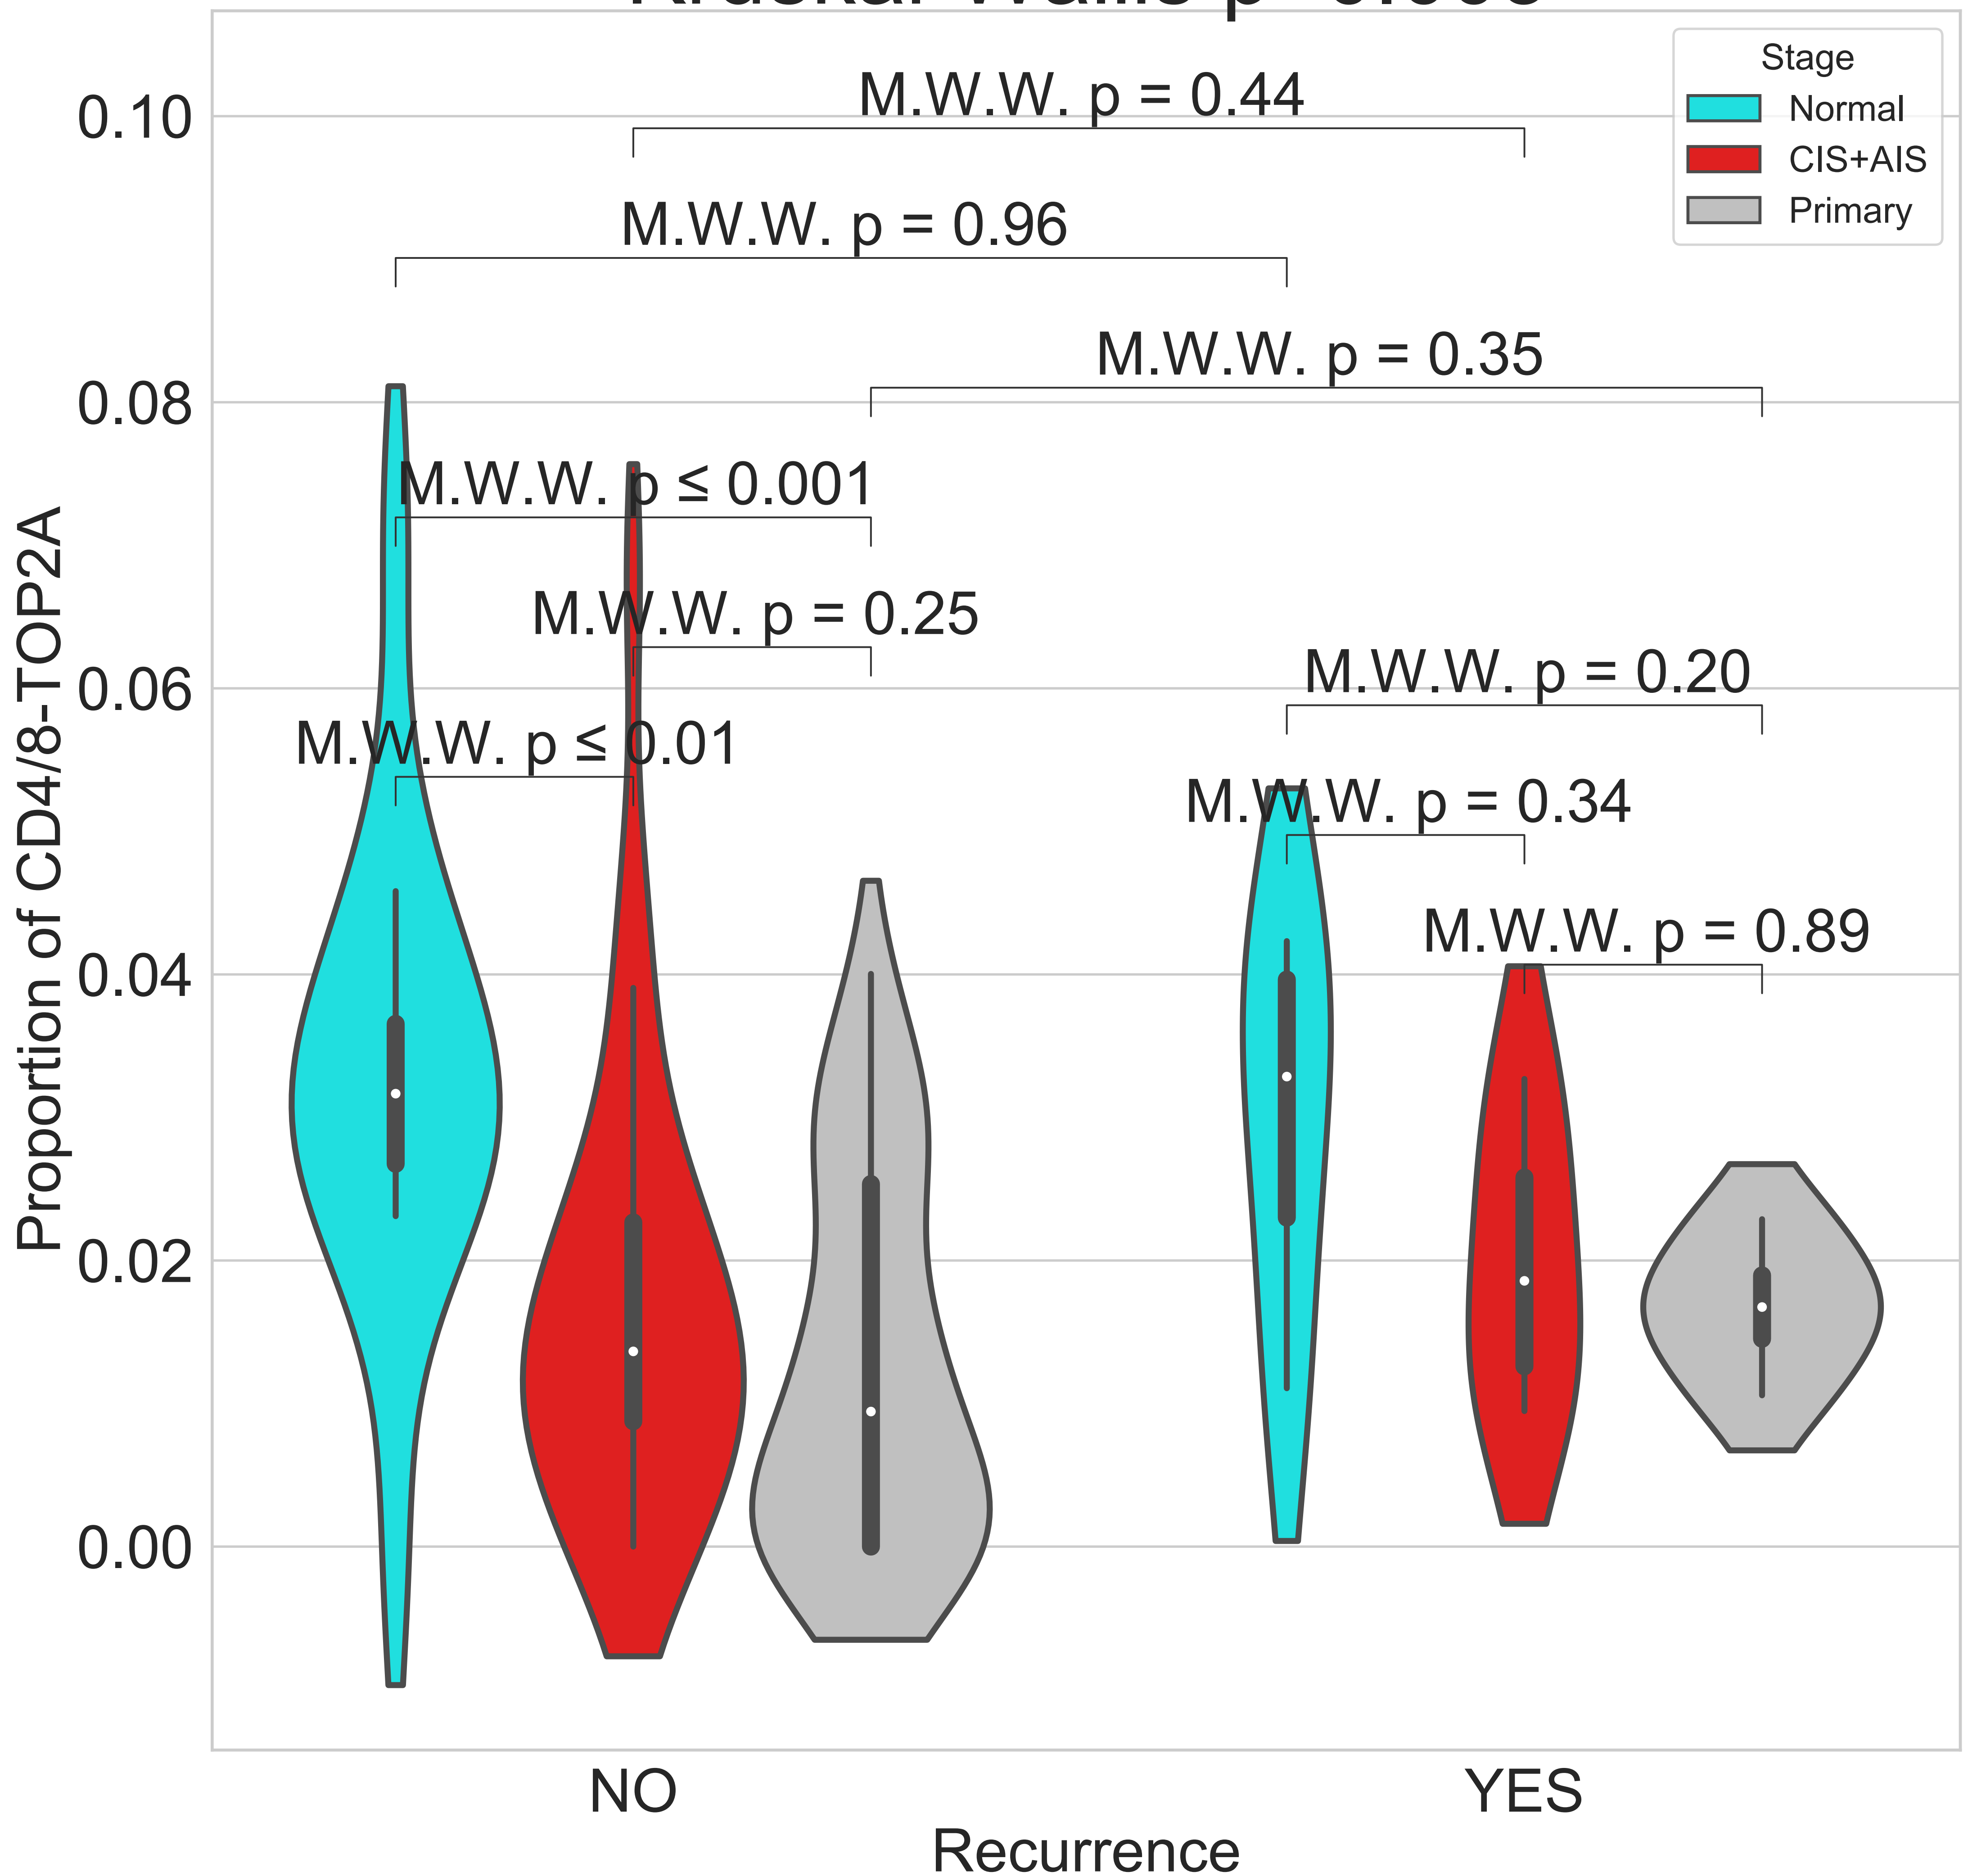 Stage
Normal
CIS+AIS
Primary
M.W.W. p = 0.44
M.W.W. p = 0.96
M.W.W. p = 0.35
M.W.W. p ≤ 0.001
M.W.W. p = 0.25
M.W.W. p = 0.20
M.W.W. p ≤ 0.01
M.W.W. p = 0.34
M.W.W. p = 0.89
Proportion of CD4/8-TOP2A
0.10
0.08
0.06
0.04
0.02
0.00
NO
YES
Recurrence